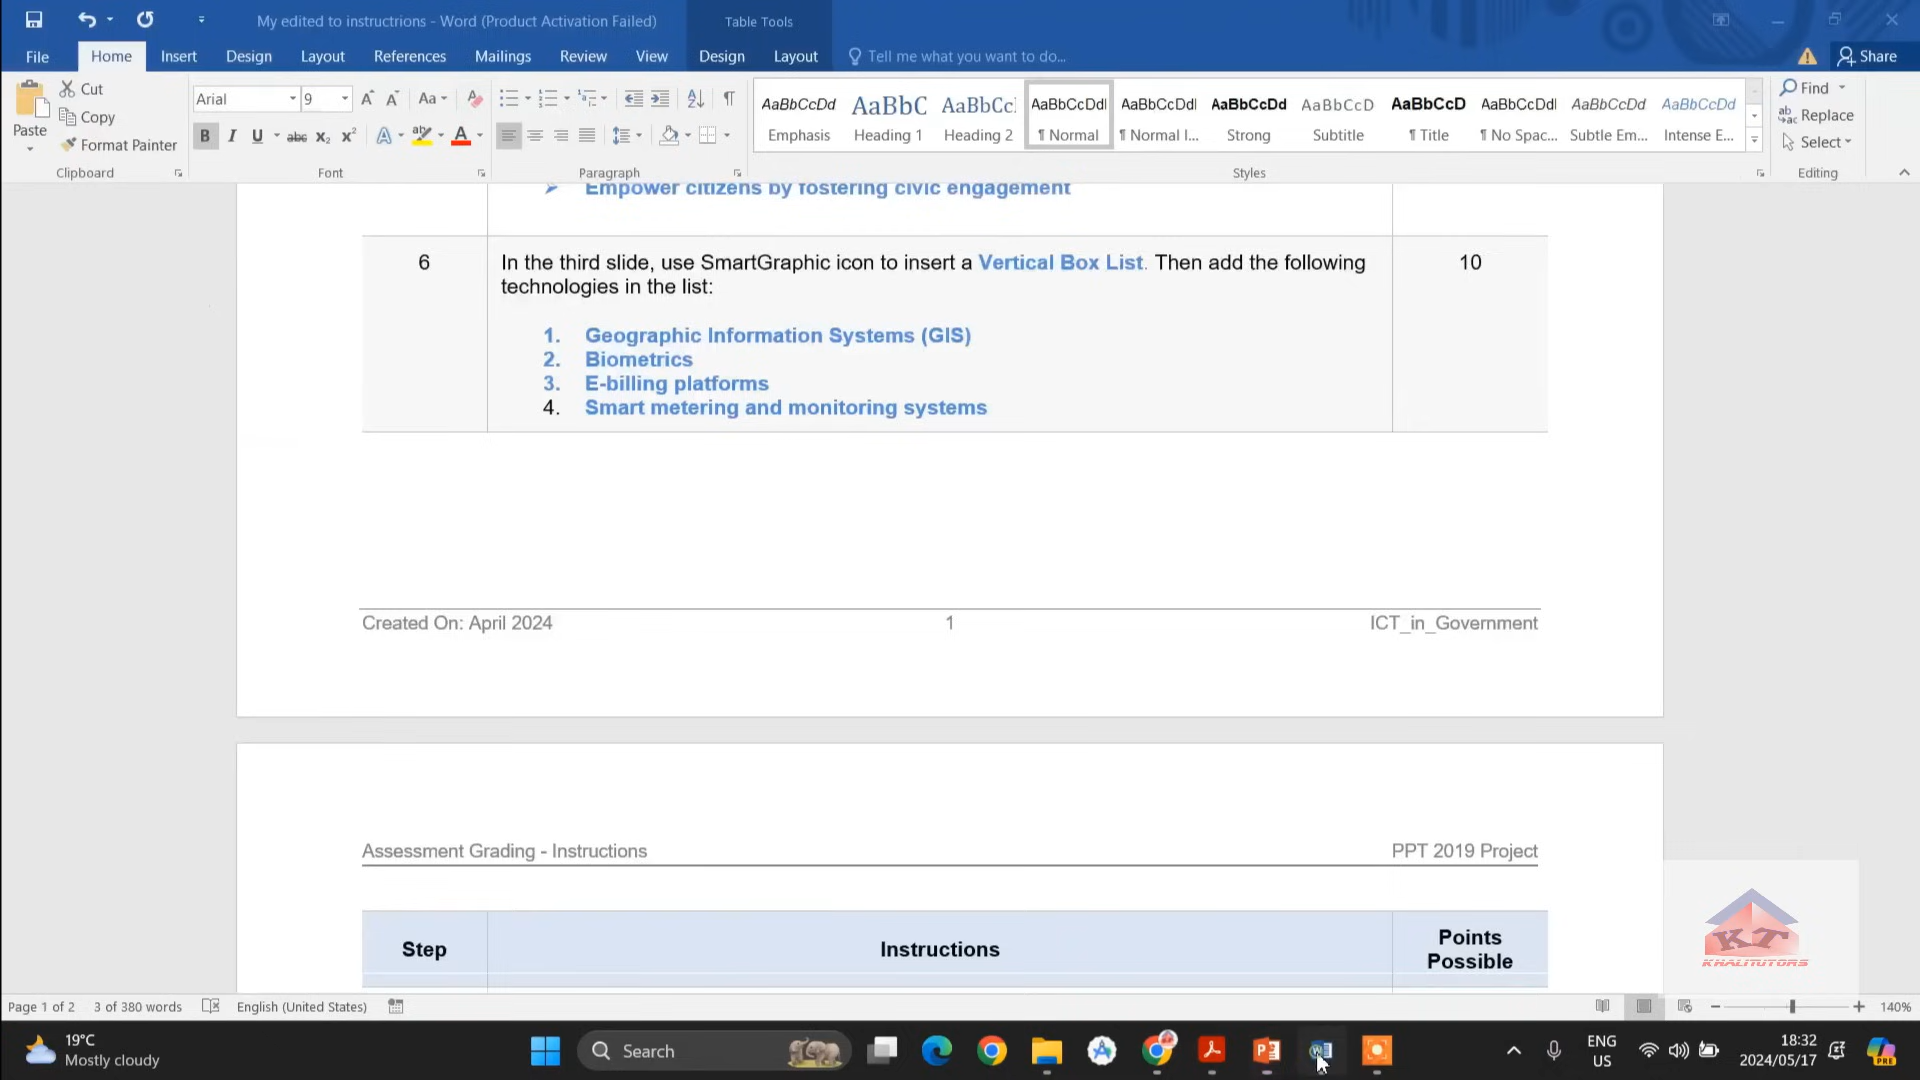 My edited to instructrions - Word (Product Activation Failed)
Table Tools
File Home Insert Design Layout References Mailings Review View Design Layout Tell me what you want to do... Share
Paste
Cut
Copy
Format Painter
Arial 9
Aa
AaBbCcDd AaBbC AaBbCc AaBbCcDdI AaBbCcDdI AaBbCcDd AaBbCcD AaBbCcD AaBbCcDdI AaBbCcDd AaBbCcDd
Emphasis Heading 1 Heading 2 ¶ Normal ¶ Normal I... Strong Subtitle ¶ Title ¶ No Spac... Subtle Em... Intense E...
Find
Replace
Select
Clipboard Font Paragraph Styles Editing
Empower citizens by fostering civic engagement
6 In the third slide, use SmartGraphic icon to insert a Vertical Box List. Then add the following 10
technologies in the list:
1. Geographic Information Systems (GIS)
2. Biometrics
3. E-billing platforms
4. Smart metering and monitoring systems
Created On: April 2024 1 ICT_in_Government
Assessment Grading - Instructions PPT 2019 Project
Step Instructions Points
Possible
KT
KHALITUTORS
Page 1 of 2 3 of 380 words English (United States) 140%
19°C
Mostly cloudy
Search
ENG
US
18:32
2024/05/17
PRE